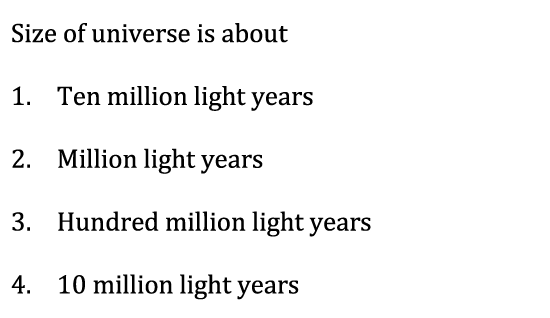 Size of universe is about
1. Ten million light years
2. Million light years
3. Hundred million light years
4. 10 million light years